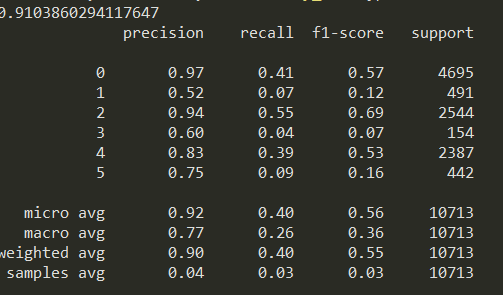 0.9103860294117647
precision recall f1-score support
0 0.97 0.41 0.57 4695
1 0.52 0.07 0.12 491
2 0.94 0.55 0.69 2544
3 0.60 0.04 0.07 154
4 0.83 0.39 0.53 2387
5 0.75 0.09 0.16 442
micro avg 0.92 0.40 0.56 10713
macro avg 0.77 0.26 0.36 10713
weighted avg 0.90 0.40 0.55 10713
samples avg 0.04 0.03 0.03 10713